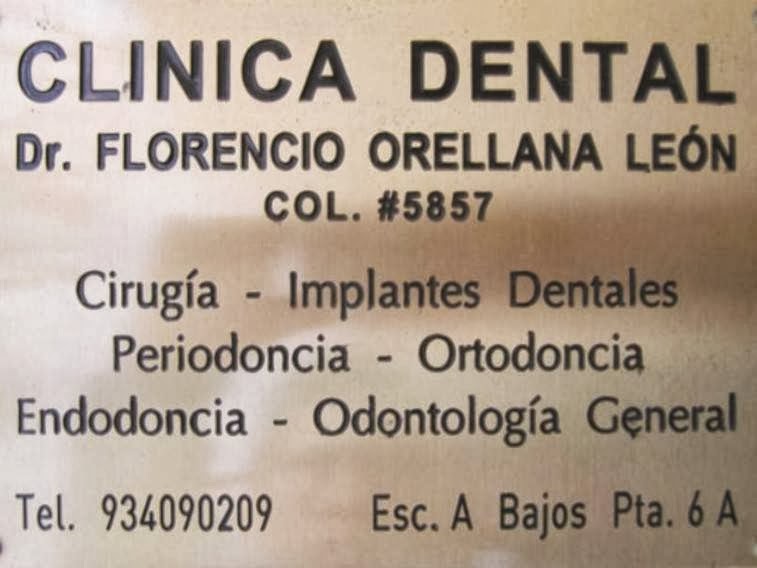 CLINICA DENTAL
Dr. FLORENCIO ORELLANA LEÓN
COL. #5857
Cirugía - Implantes Dentales
Periodoncia - Ortodoncia
Endodoncia - Odontología General
Tel. 934090209 Esc. A Bajos Pta. 6 A